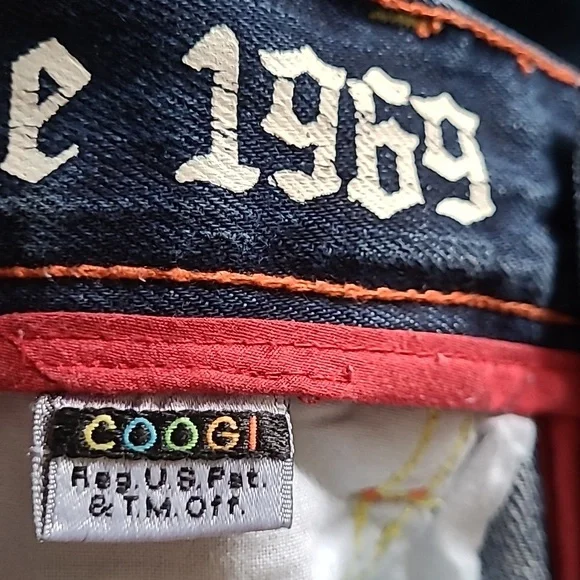 e 1969
COOGI
Reg.U.S.Pat.
& T.M.Off.